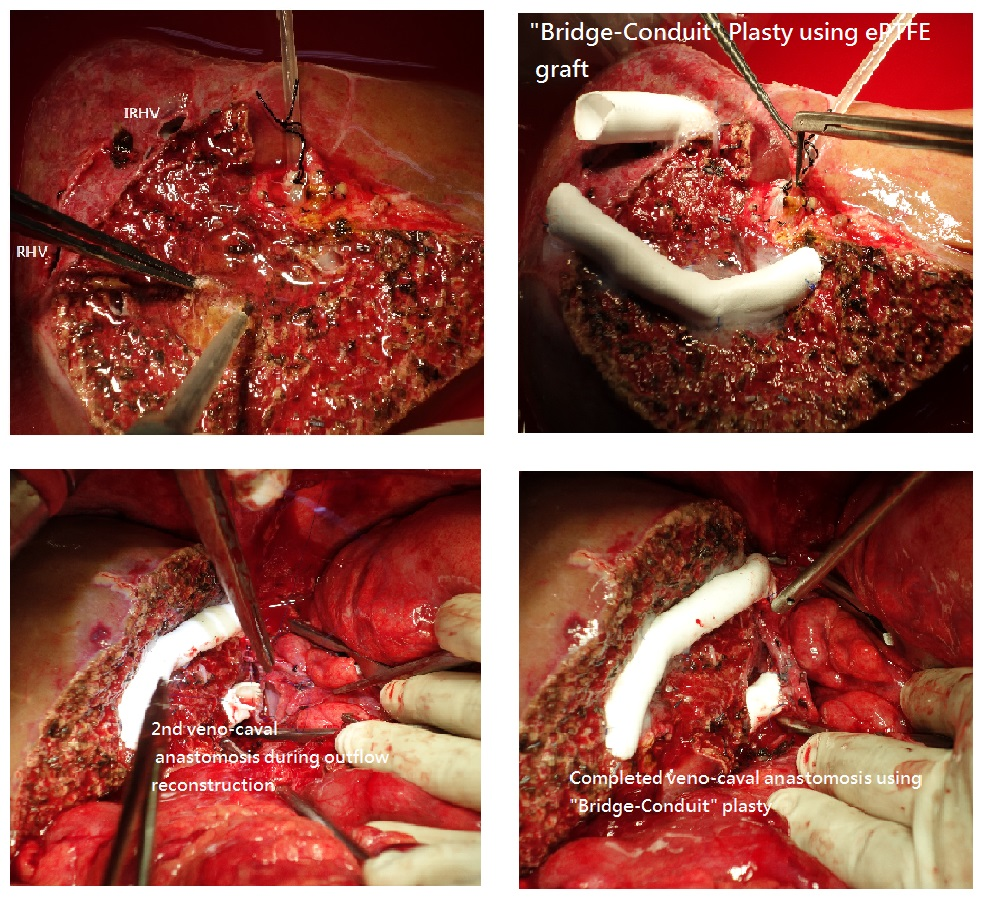 IRHV
RHV
"Bridge-Conduit" Plasty using ePTFE
graft
2nd veno-caval
anastomosis during outflow
reconstruction
Completed veno-caval anastomosis using
"Bridge-Conduit" plasty